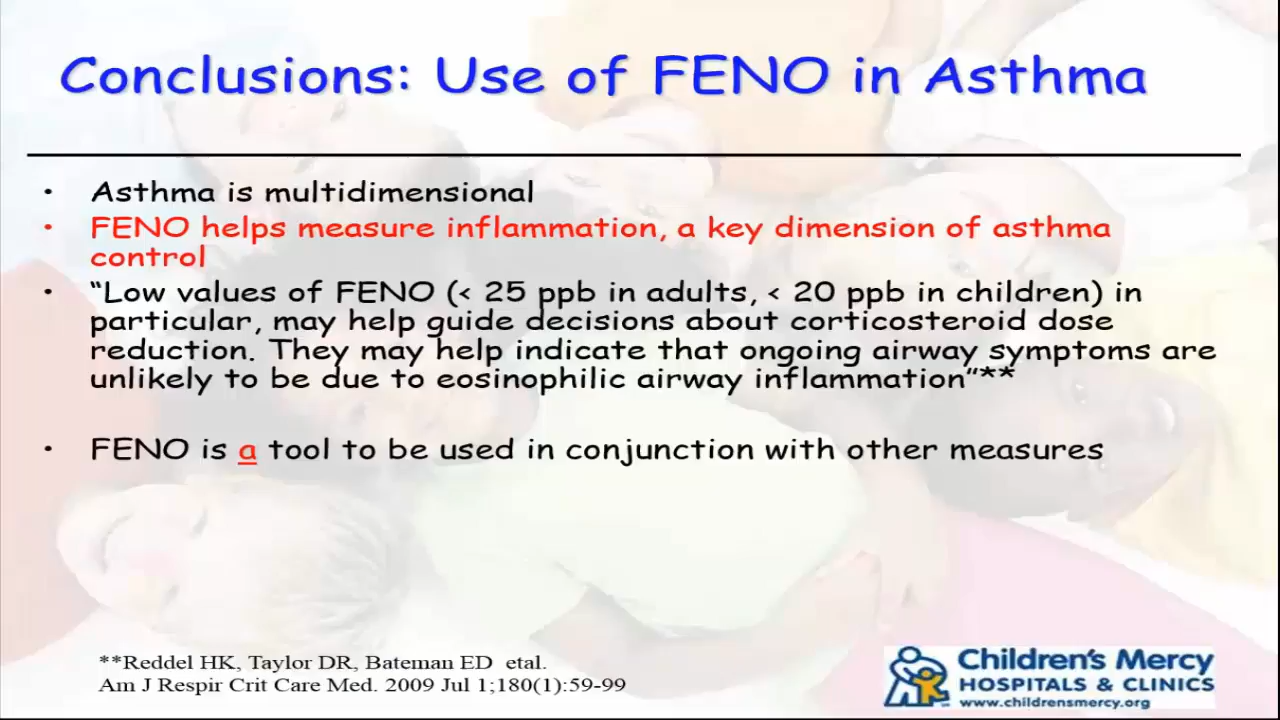 Conclusions: Use of FENO in Asthma
• Asthma is multidimensional
• FENO helps measure inflammation, a key dimension of asthma
control
• “Low values of FENO (< 25 ppb in adults, < 20 ppb in children) in
particular, may help guide decisions about corticosteroid dose
reduction. They may help indicate that ongoing airway symptoms are
unlikely to be due to eosinophilic airway inflammation”**
• FENO is a tool to be used in conjunction with other measures
**Reddel HK, Taylor DR, Bateman ED etal.
Am J Respir Crit Care Med. 2009 Jul 1;180(1):59-99
Children's Mercy
HOSPITALS & CLINICS
www.childrensmercy.org